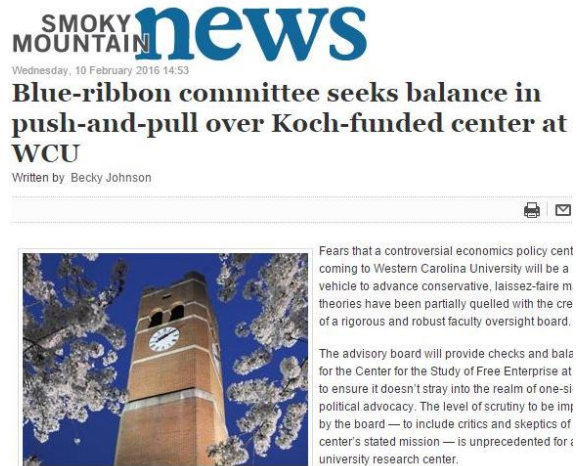 SMOKY
MOUNTAIN news
Wednesday, 10 February 2016 14:53
Blue-ribbon committee seeks balance in
push-and-pull over Koch-funded center at
WCU
Written by Becky Johnson
Fears that a controversial economics policy cent
coming to Western Carolina University will be a
vehicle to advance conservative, laissez-faire m
theories have been partially quelled with the cre
of a rigorous and robust faculty oversight board.
The advisory board will provide checks and bala
for the Center for the Study of Free Enterprise at
to ensure it doesn't stray into the realm of one-si
political advocacy. The level of scrutiny to be imp
by the board — to include critics and skeptics of
center's stated mission — is unprecedented for a
university research center.